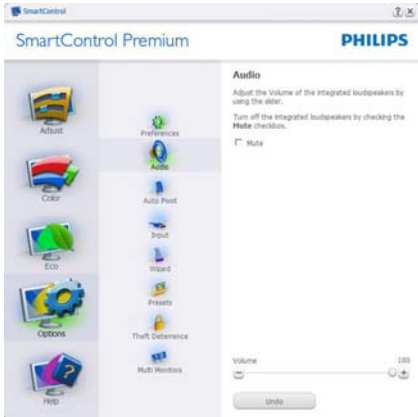 SmartControl
SmartControl Premium
PHILIPS
Adjust
Color
Eco
Options
Help
Preferences
Audio
Auto Pivot
Input
Wizard
Presets
Theft Deterrence
Multi Monitors
Audio
Adjust the Volume of the integrated loudspeakers by
using the slider.
Turn off the integrated loudspeakers by checking the
Mute checkbox.
Mute
Volume 100
Undo